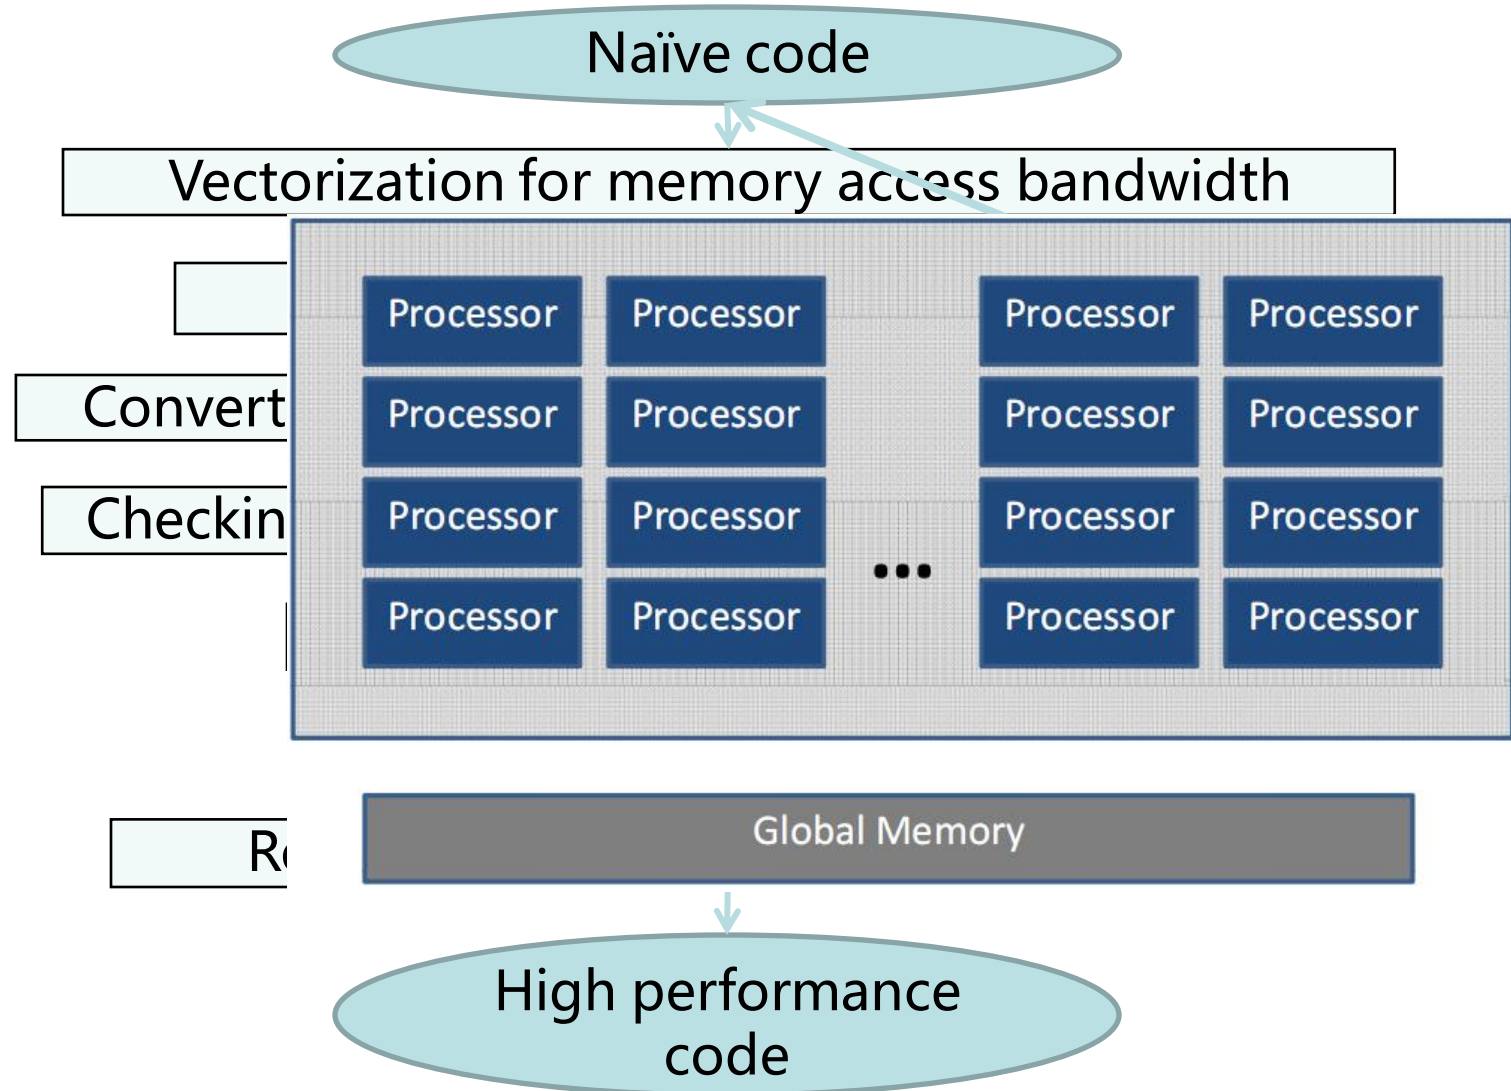 Naïve code
Vectorization for memory access bandwidth
Processor Processor Processor Processor
Convert
Processor Processor Processor Processor
Processor Processor Processor Processor
...
Processor Processor Processor Processor
Global Memory
High performance
code